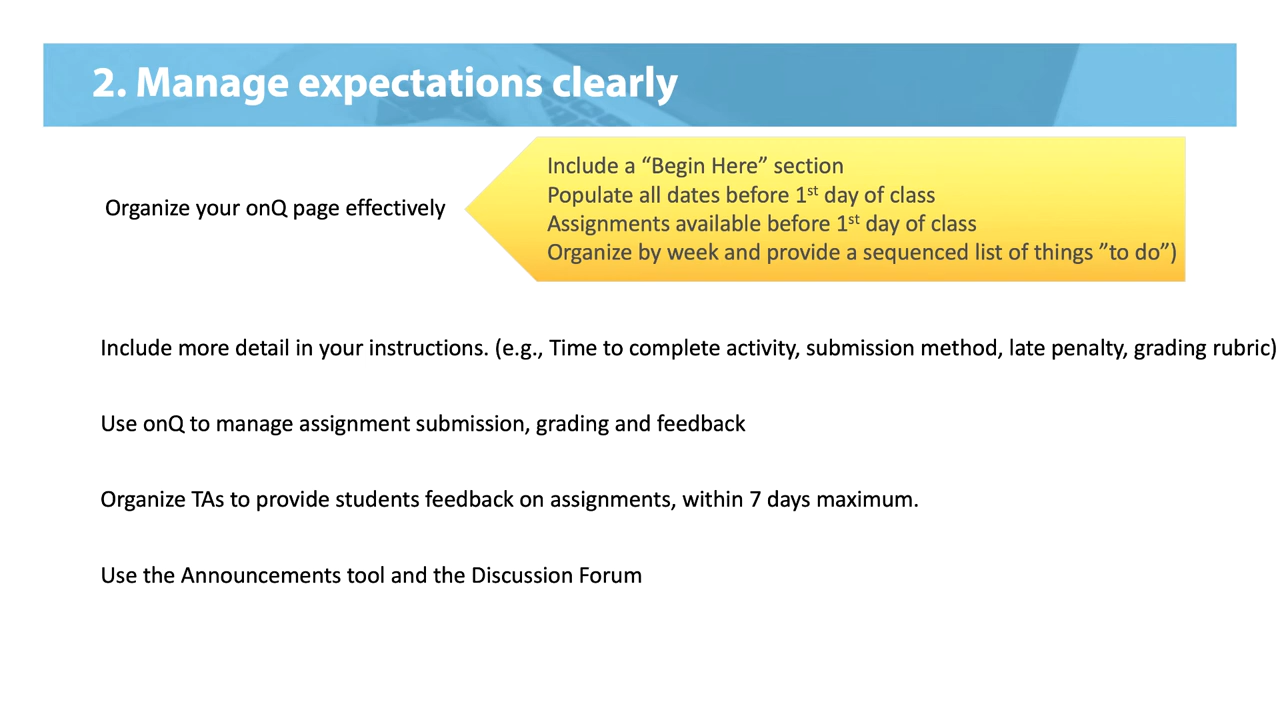 2. Manage expectations clearly
Organize your onQ page effectively
Include a “Begin Here” section
Populate all dates before 1st day of class
Assignments available before 1st day of class
Organize by week and provide a sequenced list of things ”to do”)
Include more detail in your instructions. (e.g., Time to complete activity, submission method, late penalty, grading rubric)
Use onQ to manage assignment submission, grading and feedback
Organize TAs to provide students feedback on assignments, within 7 days maximum.
Use the Announcements tool and the Discussion Forum